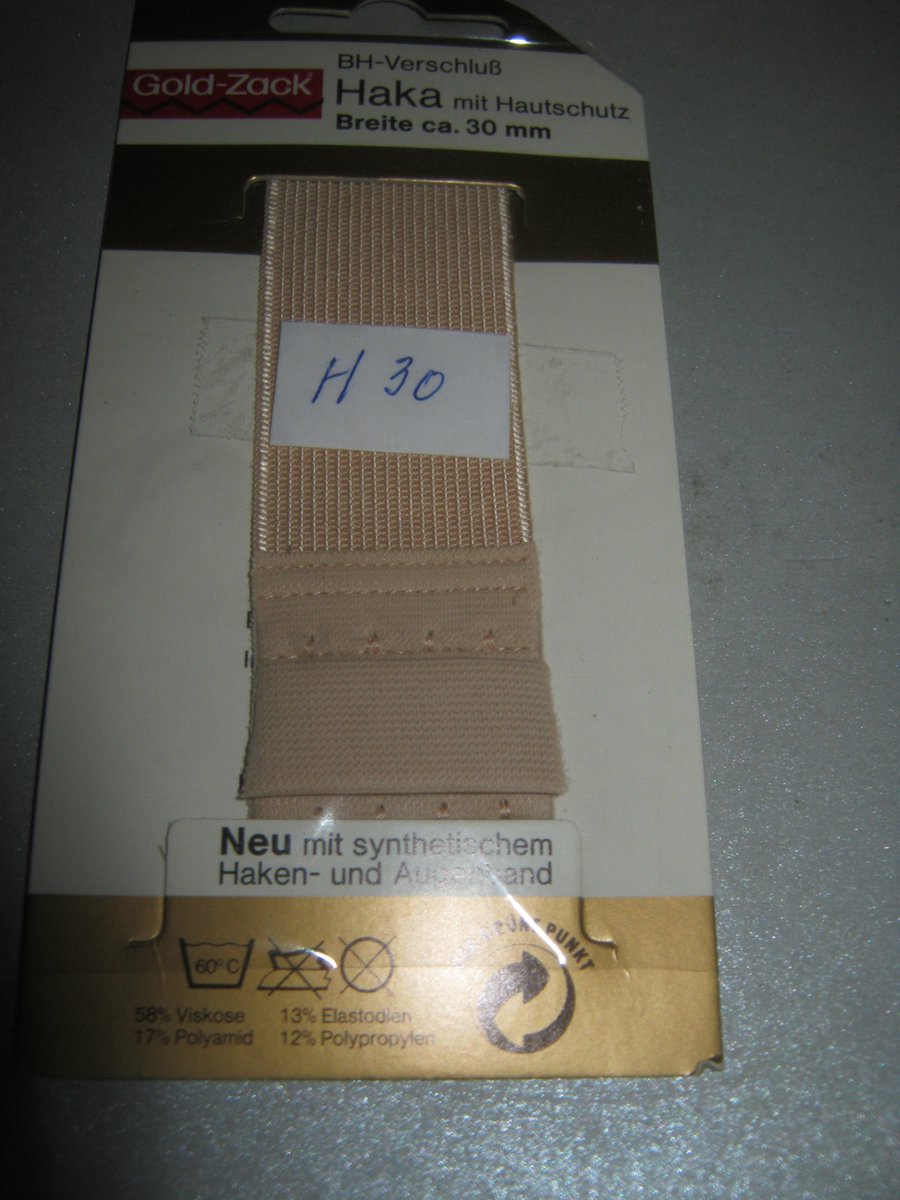 Gold-Zack®
BH-Verschluß
Haka mit Hautschutz
Breite ca. 30 mm
H 30
Neu mit synthetischem
Haken- und Augenband
60°C
58% Viskose 13% Elastodien
17% Polyamid 12% Polypropylen
PUNKT